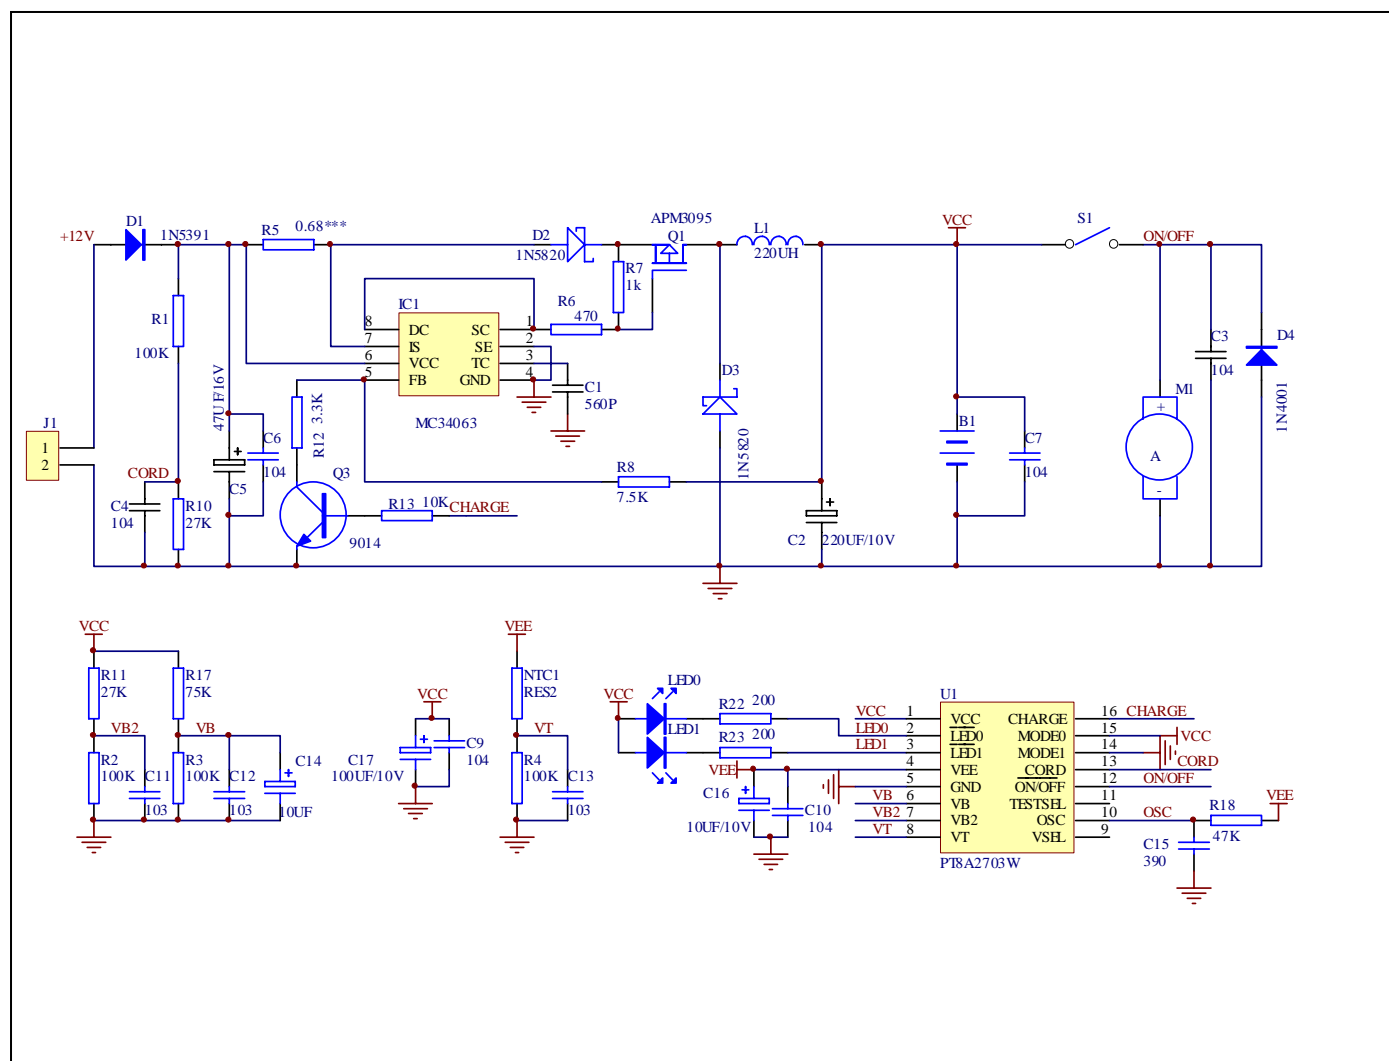 APM3095
+12V
D1
1N5391
R5
0.68***
D2
1N5820
Q1
L1
220UH
VCC
S1
ON/OFF
R7
1k
R1
100K
IC1
R6
470
8 DC SC 1
7 IS SE 2
6 VCC TC 3
5 FB GND 4
MC34063
C1
560P
C3
104
D4
1N4001
D3
1N5820
M1
+
A
-
J1
1
2
47UF/16V
C6
104
C5
R12 3.3K
B1
C7
104
CORD
C4
104
R10
27K
Q3
9014
R13 10K CHARGE
R8
7.5K
+
C2 220UF/10V
VCC
R11
27K
R17
75K
VB2
VB
R2
100K
C11
103
R3
100K
C12
103
C14
+
10UF
VCC
C17
+
100UF/10V
C9
104
VEE
NTC1
RES2
VT
R4
100K
C13
103
VCC
LED0
LED1
R22 200
R23 200
VEE
C16
+
10UF/10V
C10
104
U1
VCC 1 VCC CHARGE 16 CHARGE
LED0 2 LED0 MODE0 15 VCC
LED1 3 LED1 MODE1 14
4 VEE CORD 13 CORD
5 GND ON/OFF 12 ON/OFF
VB 6 VB TESTSEL 11
VB2 7 VB2 OSC 10 OSC
VT 8 VT VSEL 9
PT8A2703W
R18
47K
VEE
C15
390